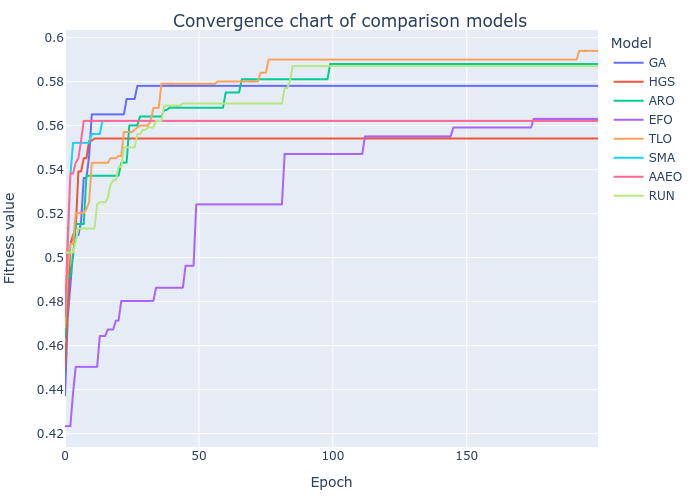 Convergence chart of comparison models
0.6
0.58
0.56
0.54
0.52
0.5
0.48
0.46
0.44
0.42
Fitness value
0
50
100
150
Epoch
Model
GA
HGS
ARO
EFO
TLO
SMA
AAEO
RUN